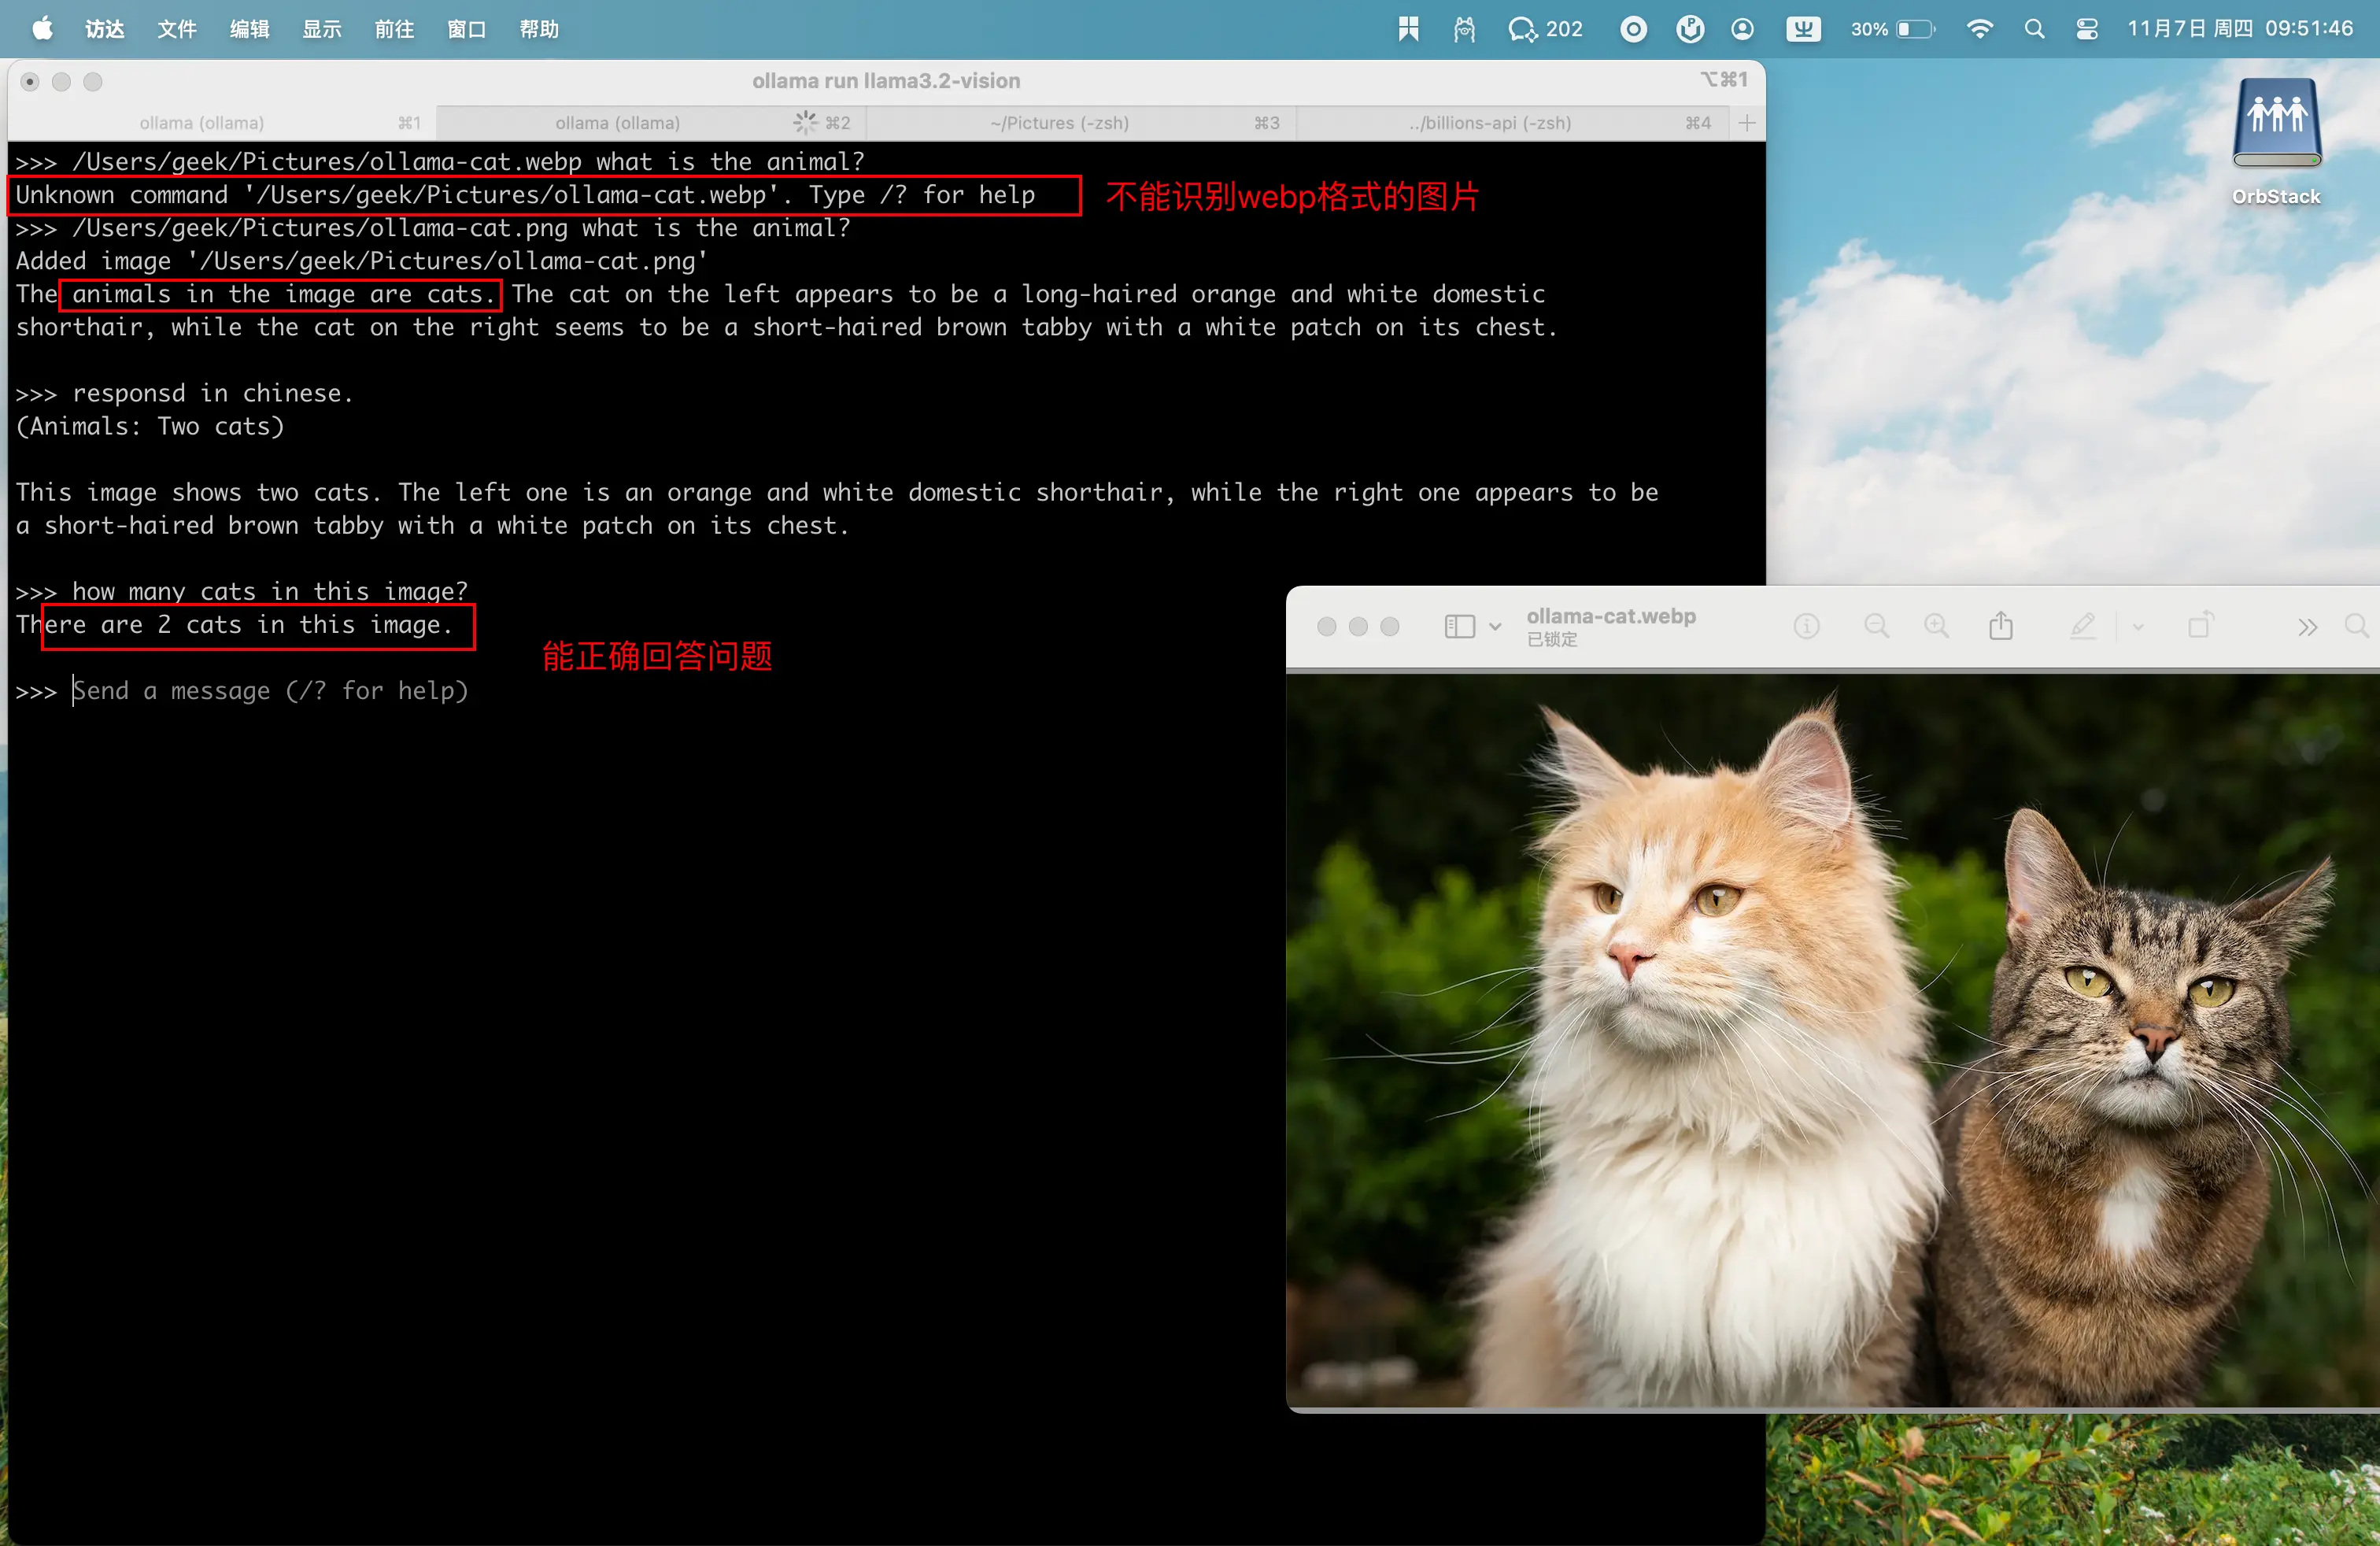 访达 文件 编辑 显示 前往 窗口 帮助 202 30% 11月7日 周四 09:51:46
ollama run llama3.2-vision ⌥⌘1
ollama (ollama) ⌘1 ollama (ollama) ⌘2 ~/Pictures (-zsh) ⌘3 ../billions-api (-zsh) ⌘4
>>> /Users/geek/Pictures/ollama-cat.webp what is the animal?
Unknown command '/Users/geek/Pictures/ollama-cat.webp'. Type /? for help
不能识别webp格式的图片
>>> /Users/geek/Pictures/ollama-cat.png what is the animal?
Added image '/Users/geek/Pictures/ollama-cat.png'
The animals in the image are cats. The cat on the left appears to be a long-haired orange and white domestic
shorthair, while the cat on the right seems to be a short-haired brown tabby with a white patch on its chest.
>>> responsd in chinese.
(Animals: Two cats)
This image shows two cats. The left one is an orange and white domestic shorthair, while the right one appears to be
a short-haired brown tabby with a white patch on its chest.
>>> how many cats in this image?
There are 2 cats in this image.
能正确回答问题
>>> Send a message (/? for help)
OrbStack
ollama-cat.webp
已锁定